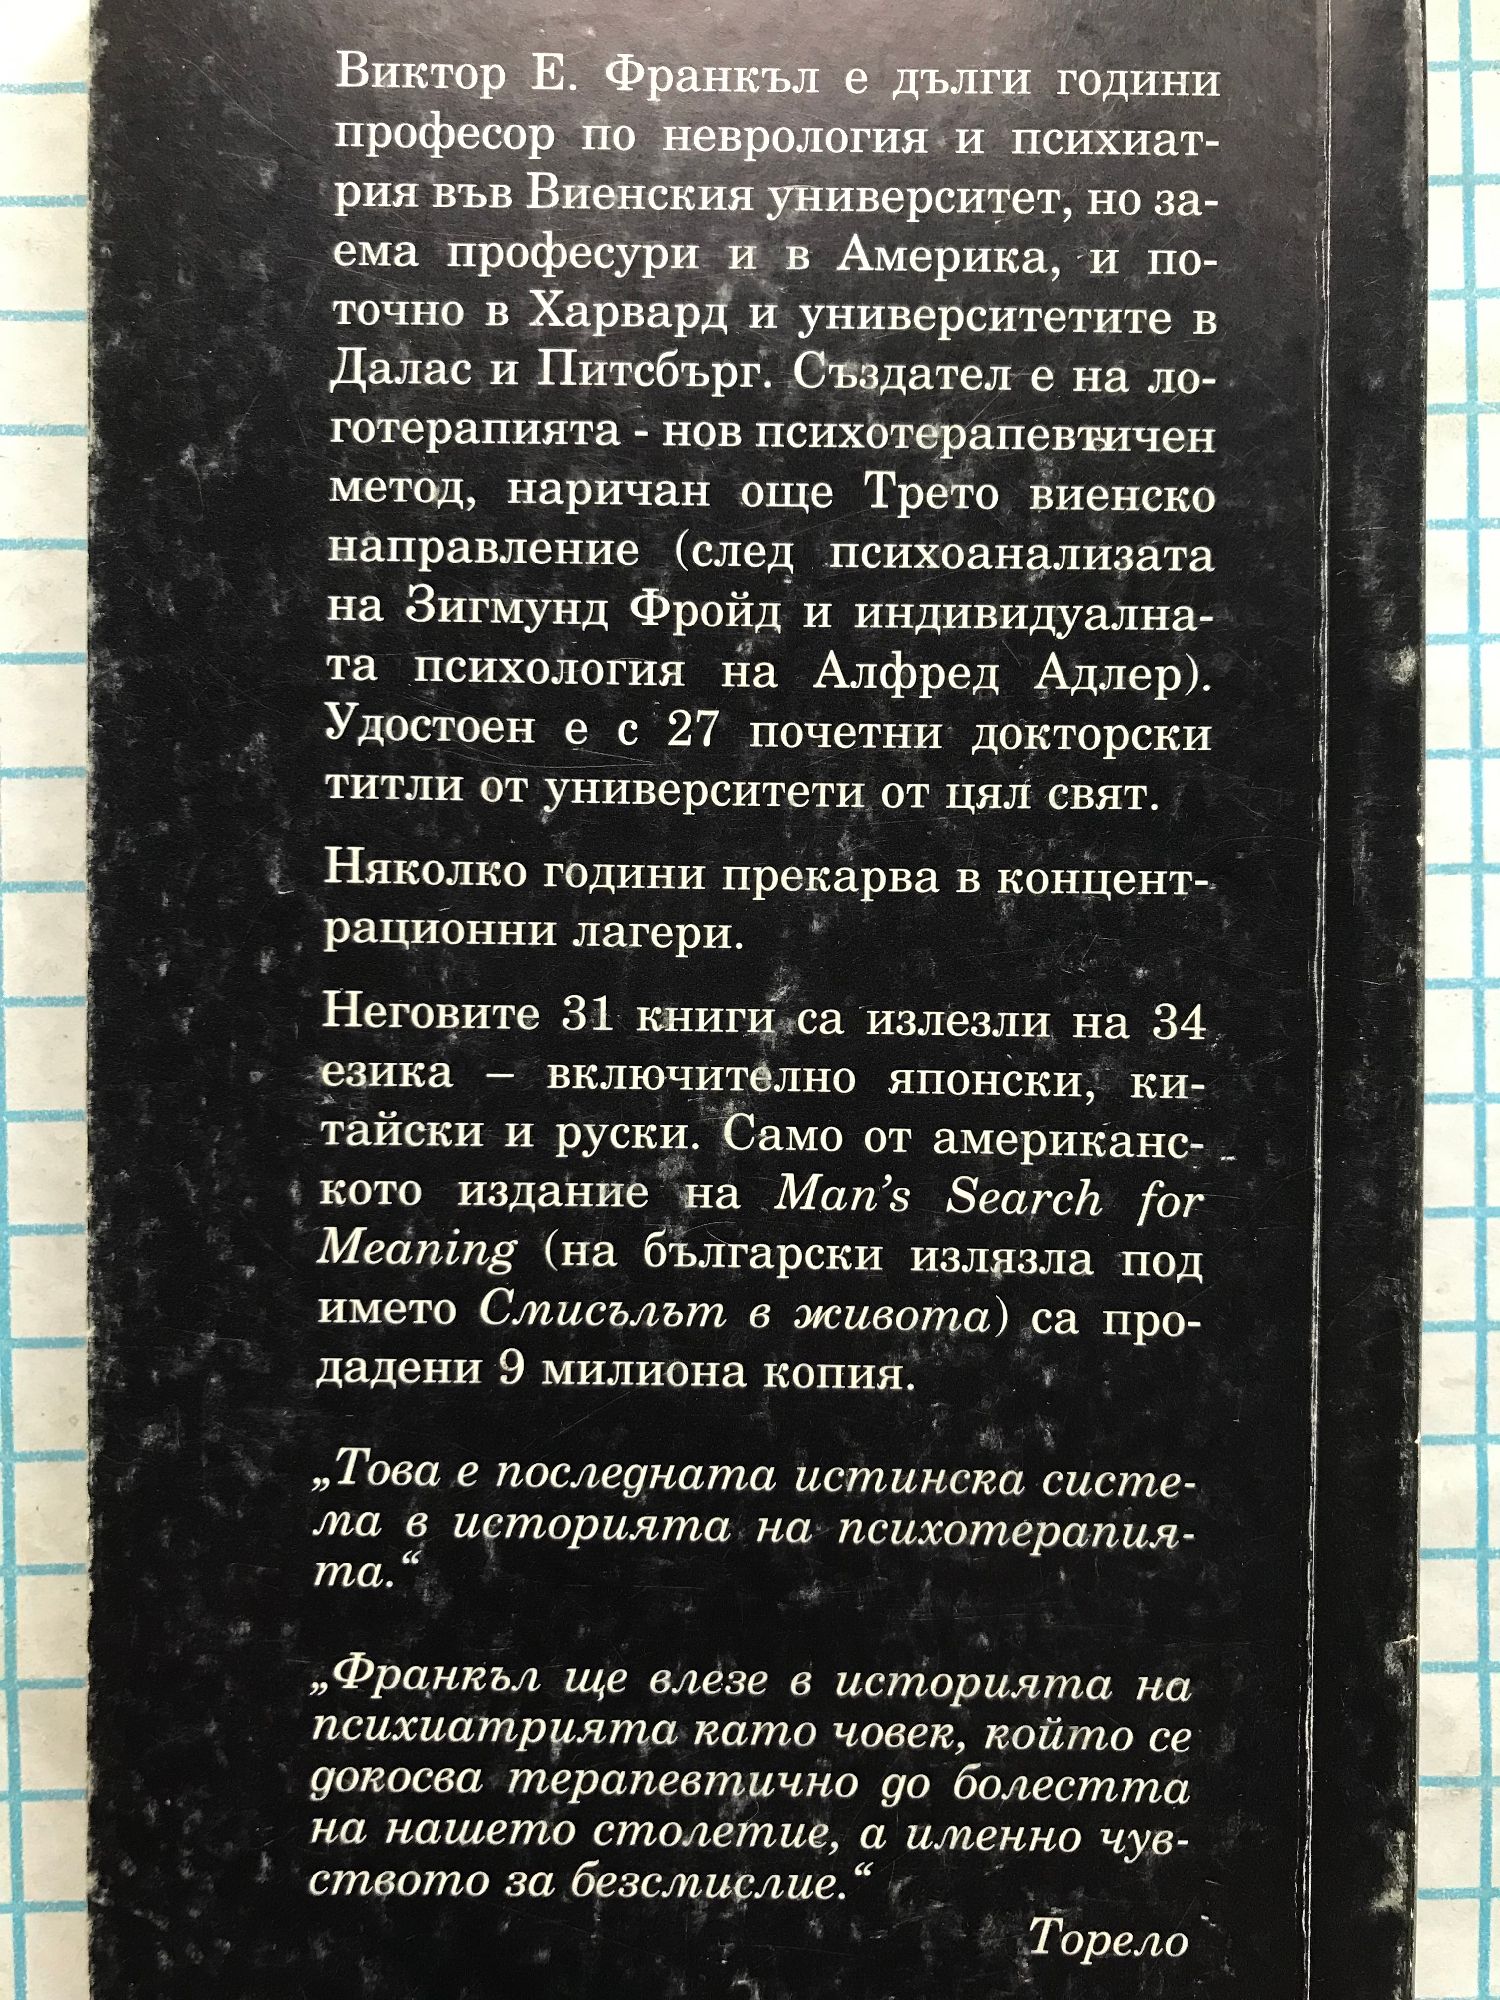 Виктор Е. Франкъл е дълги години
професор по неврология и психиат-
рия във Виенския университет, но за-
ема професури и в Америка, и по-
точно в Харвард и университетите в
Далас и Питсбърг. Създател е на ло-
готерапията - нов психотерапевтичен
метод, наричан още Трето виенско
направление (след психоанализата
на Зигмунд Фройд и индивидуална-
та психология на Алфред Адлер).
Удостоен е с 27 почетни докторски
титли от университети от цял свят.
Няколко години прекарва в концент-
рационни лагери.
Неговите 31 книги са излезли на 34
езика – включително японски, ки-
тайски и руски. Само от американс-
кото издание на Man's Search for
Meaning (на български излязла под
името Смисълът в живота) са про-
дадени 9 милиона копия.
„Това е последната истинска систе-
ма в историята на психотерапия-
та.“
„Франкъл ще влезе в историята на
психиатрията като човек, който се
докосва терапевтично до болестта
на нашето столетие, а именно чув-
ството за безсмислие.“
Торело